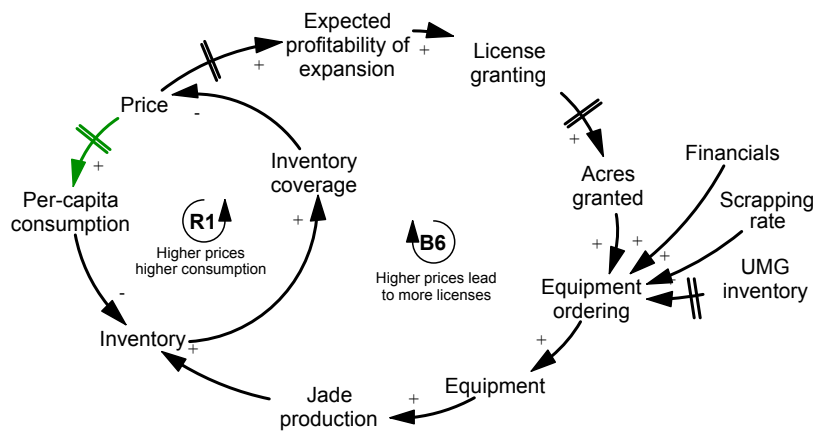 Expected
profitability of
expansion
+
+
License
granting
Price
-
+
+
Inventory
coverage
Acres
granted
Financials
Per-capita
consumption
Scrapping
rate
R1
Higher prices
higher consumption
+
B6
Higher prices lead
to more licenses
+
+
+
UMG
inventory
Equipment
ordering
-
Inventory
+
+
Equipment
+
Jade
production